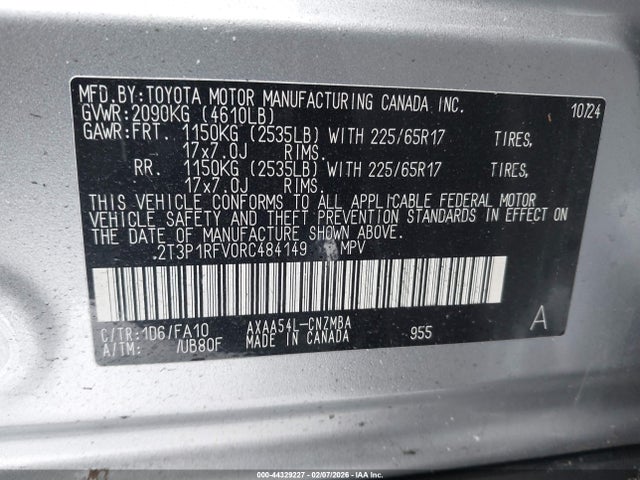 MFD.BY:TOYOTA MOTOR MANUFACTURING CANADA INC.
GVWR:2090KG (4610LB) 10/24
GAWR:FRT. 1150KG (2535LB) WITH 225/65R17 TIRES,
17x7.0J RIMS.
RR. 1150KG (2535LB) WITH 225/65R17 TIRES,
17x7.0J RIMS.
THIS VEHICLE CONFORMS TO ALL APPLICABLE FEDERAL MOTOR
VEHICLE SAFETY AND THEFT PREVENTION STANDARDS IN EFFECT ON
THE DATE OF MANUFACTURE SHOWN ABOVE.
2T3P1RFV0RC484149 MPV
C/TR:1D6/FA10 AXAA54L-CNZMBA 955 A
A/TM: /UB80F MADE IN CANADA
000-44329227 - 02/07/2026 - IAA Inc.